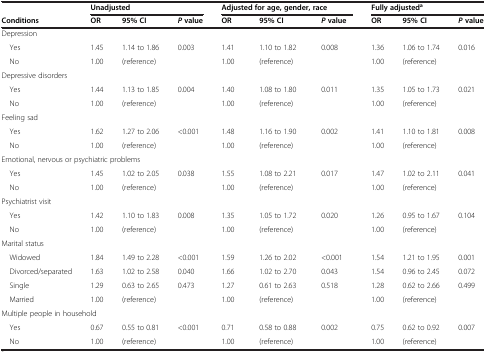 Unadjusted Adjusted for age, gender, race Fully adjustedᵃ
Conditions OR 95% CI P value OR 95% CI P value OR 95% CI P value
Depression
Yes 1.45 1.14 to 1.86 0.003 1.41 1.10 to 1.82 0.008 1.36 1.06 to 1.74 0.016
No 1.00 (reference) 1.00 (reference) 1.00 (reference)
Depressive disorders
Yes 1.44 1.13 to 1.85 0.004 1.40 1.08 to 1.80 0.011 1.35 1.05 to 1.73 0.021
No 1.00 (reference) 1.00 (reference) 1.00 (reference)
Feeling sad
Yes 1.62 1.27 to 2.06 <0.001 1.48 1.16 to 1.90 0.002 1.41 1.10 to 1.81 0.008
No 1.00 (reference) 1.00 (reference) 1.00 (reference)
Emotional, nervous or psychiatric problems
Yes 1.45 1.02 to 2.05 0.038 1.55 1.08 to 2.21 0.017 1.47 1.02 to 2.11 0.041
No 1.00 (reference) 1.00 (reference) 1.00 (reference)
Psychiatrist visit
Yes 1.42 1.10 to 1.83 0.008 1.35 1.05 to 1.72 0.020 1.26 0.95 to 1.67 0.104
No 1.00 (reference) 1.00 (reference) 1.00 (reference)
Marital status
Widowed 1.84 1.49 to 2.28 <0.001 1.59 1.26 to 2.02 <0.001 1.54 1.21 to 1.95 0.001
Divorced/separated 1.63 1.02 to 2.58 0.040 1.66 1.02 to 2.70 0.043 1.54 0.96 to 2.45 0.072
Single 1.29 0.63 to 2.65 0.473 1.27 0.61 to 2.63 0.518 1.28 0.62 to 2.66 0.499
Married 1.00 (reference) 1.00 (reference) 1.00 (reference)
Multiple people in household
Yes 0.67 0.55 to 0.81 <0.001 0.71 0.58 to 0.88 0.002 0.75 0.62 to 0.92 0.007
No 1.00 (reference) 1.00 (reference) 1.00 (reference)